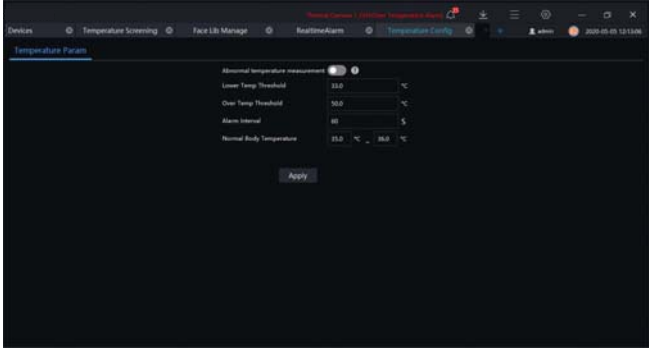 Devices Temperature Screening Face Lib Manage RealtimeAlarm Temperature Config admin 2020-05-05 12:13:06
Temperature Param
Abnormal temperature measurement
Lower Temp Threshold 33.0 ℃
Over Temp Threshold 50.0 ℃
Alarm Interval 60 S
Normal Body Temperature 35.0 ℃ _ 36.0 ℃
Apply